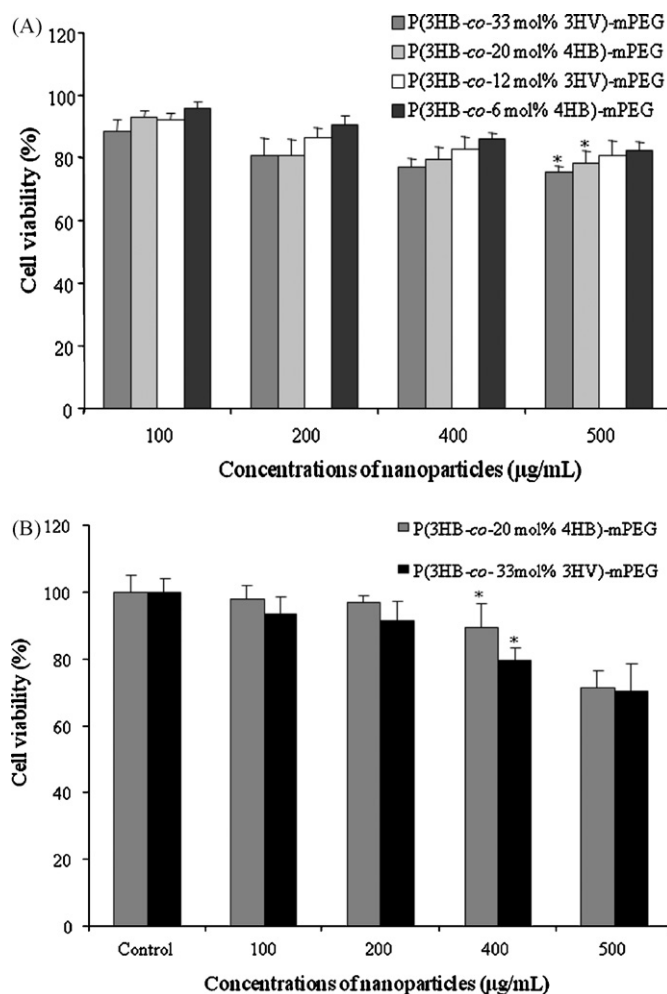 (A)
P(3HB-co-33 mol% 3HV)-mPEG
P(3HB-co-20 mol% 4HB)-mPEG
P(3HB-co-12 mol% 3HV)-mPEG
P(3HB-co-6 mol% 4HB)-mPEG
120
100
80
60
40
20
0
Cell viability (%)
* *
100 200 400 500
Concentrations of nanoparticles (µg/mL)
(B)
P(3HB-co-20 mol% 4HB)-mPEG
P(3HB-co- 33mol% 3HV)-mPEG
120
100
80
60
40
20
0
Cell viability (%)
*
*
Control 100 200 400 500
Concentrations of nanoparticles (µg/mL)